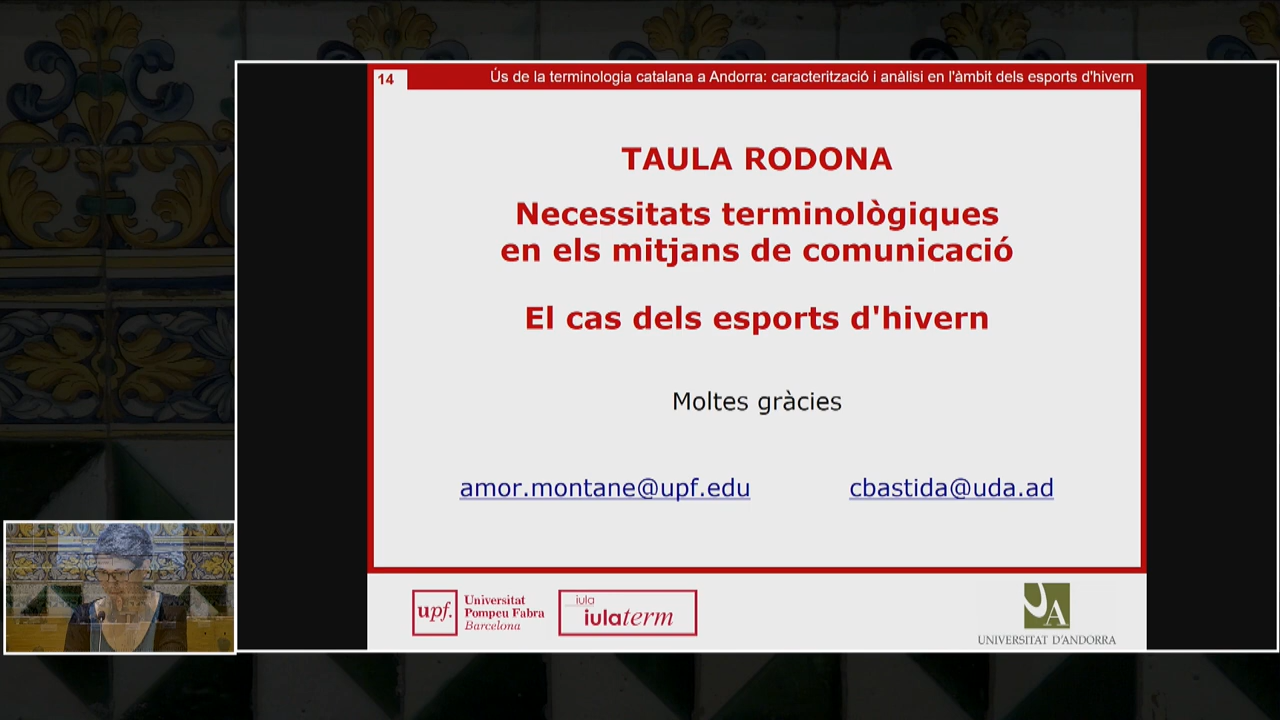 14
Ús de la terminologia catalana a Andorra: caracterització i anàlisi en l'àmbit dels esports d'hivern
TAULA RODONA
Necessitats terminològiques
en els mitjans de comunicació
El cas dels esports d'hivern
Moltes gràcies
amor.montane@upf.edu
cbastida@uda.ad
upf.
Universitat
Pompeu Fabra
Barcelona
iula
iulaterm
UA
UNIVERSITAT D'ANDORRA